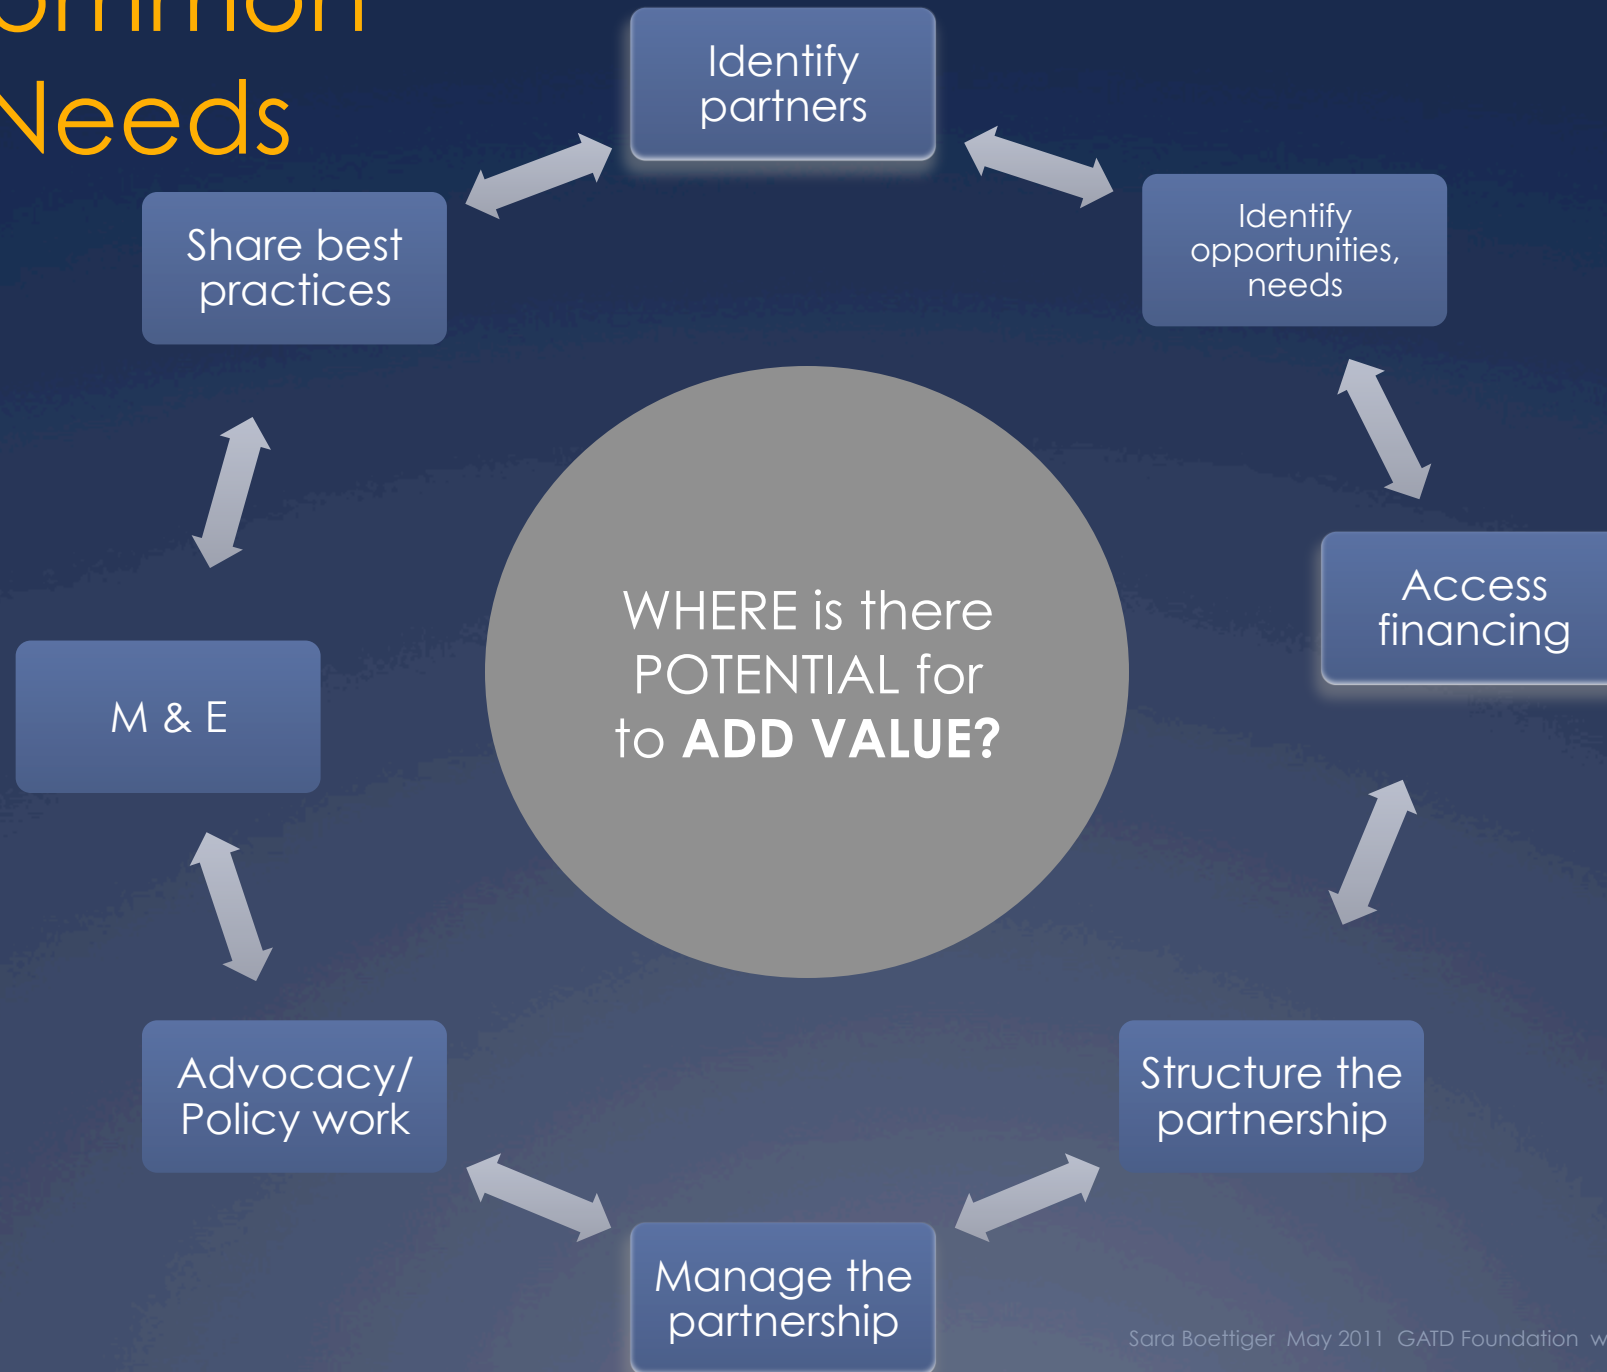 ommon
Needs
Identify
partners
Identify
opportunities,
needs
Access
financing
Structure the
partnership
Manage the
partnership
Advocacy/
Policy work
M & E
Share best
practices
WHERE is there
POTENTIAL for
to ADD VALUE?
Sara Boettiger May 2011 GATD Foundation w